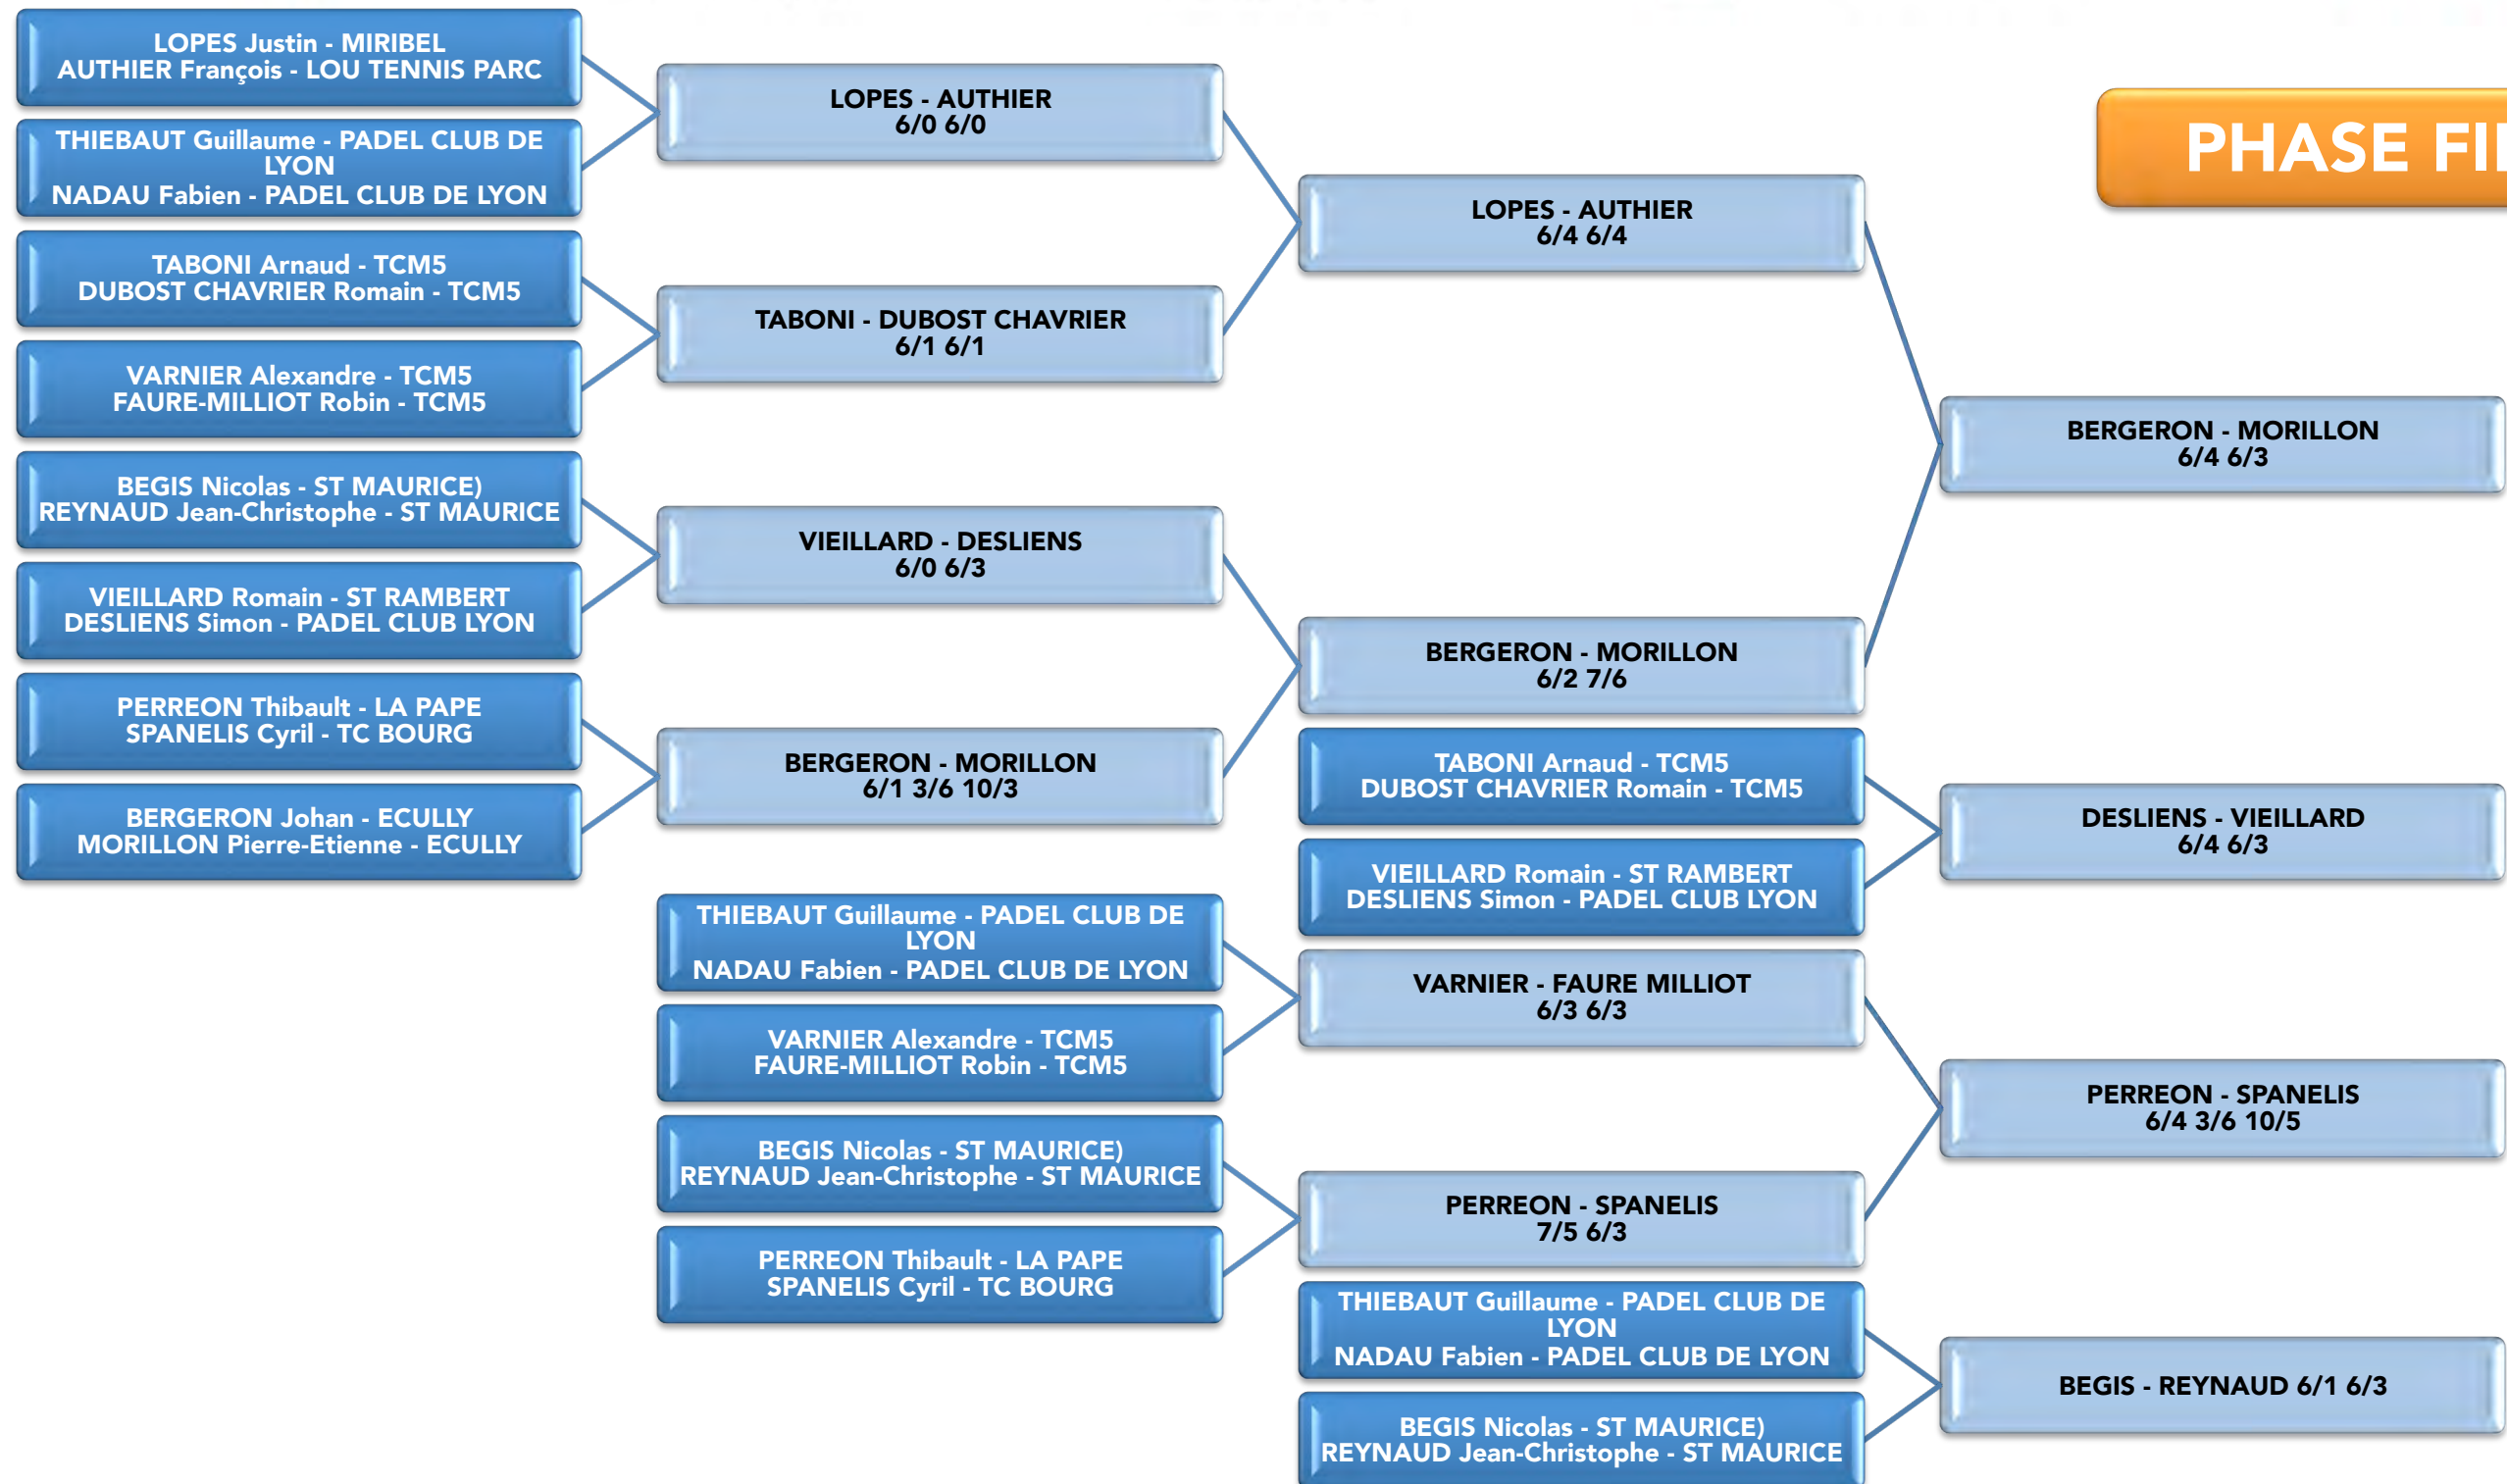 LOPES Justin - MIRIBEL
AUTHIER François - LOU TENNIS PARC
THIEBAUT Guillaume - PADEL CLUB DE
LYON
NADAU Fabien - PADEL CLUB DE LYON
TABONI Arnaud - TCM5
DUBOST CHAVRIER Romain - TCM5
VARNIER Alexandre - TCM5
FAURE-MILLIOT Robin - TCM5
BEGIS Nicolas - ST MAURICE)
REYNAUD Jean-Christophe - ST MAURICE
VIEILLARD Romain - ST RAMBERT
DESLIENS Simon - PADEL CLUB LYON
PERREON Thibault - LA PAPE
SPANELIS Cyril - TC BOURG
BERGERON Johan - ECULLY
MORILLON Pierre-Etienne - ECULLY
LOPES - AUTHIER
6/0 6/0
TABONI - DUBOST CHAVRIER
6/1 6/1
VIEILLARD - DESLIENS
6/0 6/3
BERGERON - MORILLON
6/1 3/6 10/3
THIEBAUT Guillaume - PADEL CLUB DE
LYON
NADAU Fabien - PADEL CLUB DE LYON
VARNIER Alexandre - TCM5
FAURE-MILLIOT Robin - TCM5
BEGIS Nicolas - ST MAURICE)
REYNAUD Jean-Christophe - ST MAURICE
PERREON Thibault - LA PAPE
SPANELIS Cyril - TC BOURG
LOPES - AUTHIER
6/4 6/4
BERGERON - MORILLON
6/2 7/6
TABONI Arnaud - TCM5
DUBOST CHAVRIER Romain - TCM5
VIEILLARD Romain - ST RAMBERT
DESLIENS Simon - PADEL CLUB LYON
VARNIER - FAURE MILLIOT
6/3 6/3
PERREON - SPANELIS
7/5 6/3
THIEBAUT Guillaume - PADEL CLUB DE
LYON
NADAU Fabien - PADEL CLUB DE LYON
BEGIS Nicolas - ST MAURICE)
REYNAUD Jean-Christophe - ST MAURICE
PHASE
BERGERON - MORILLON
6/4 6/3
DESLIENS - VIEILLARD
6/4 6/3
PERREON - SPANELIS
6/4 3/6 10/5
BEGIS - REYNAUD 6/1 6/3